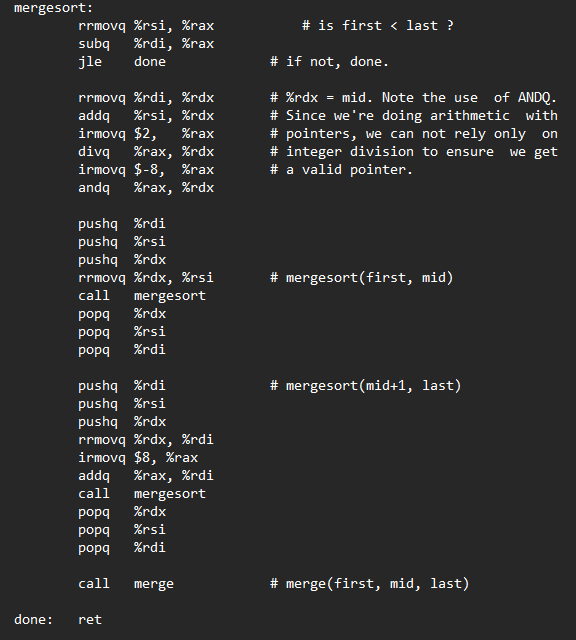 mergesort:
        rrmovq %rsi, %rax           # is first < last ?
        subq   %rdi, %rax
        jle    done             # if not, done.

        rrmovq %rdi, %rdx       # %rdx = mid. Note the use  of ANDQ.
        addq   %rsi, %rdx       # Since we're doing arithmetic  with
        irmovq $2,   %rax       # pointers, we can not rely only  on
        divq   %rax, %rdx       # integer division to ensure  we get
        irmovq $-8,  %rax       # a valid pointer.
        andq   %rax, %rdx

        pushq  %rdi
        pushq  %rsi
        pushq  %rdx
        rrmovq %rdx, %rsi       # mergesort(first, mid)
        call   mergesort
        popq   %rdx
        popq   %rsi
        popq   %rdi

        pushq  %rdi             # mergesort(mid+1, last)
        pushq  %rsi
        pushq  %rdx
        rrmovq %rdx, %rdi
        irmovq $8, %rax
        addq   %rax, %rdi
        call   mergesort
        popq   %rdx
        popq   %rsi
        popq   %rdi

        call   merge            # merge(first, mid, last)

done:   ret